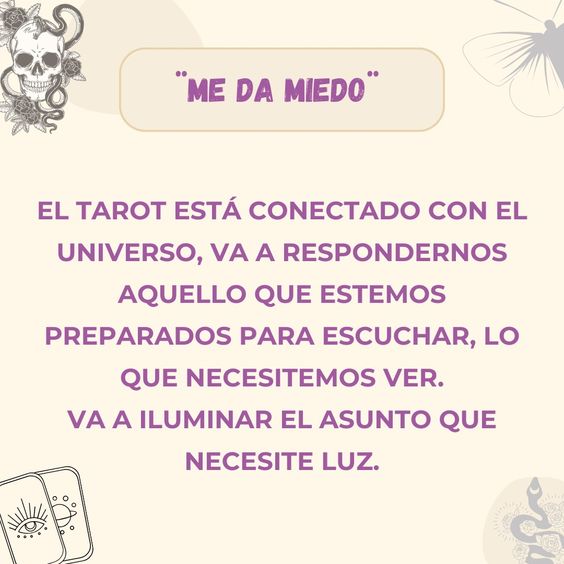 ¨ME DA MIEDO¨
EL TAROT ESTÁ CONECTADO CON EL
UNIVERSO, VA A RESPONDERNOS
AQUELLO QUE ESTEMOS
PREPARADOS PARA ESCUCHAR, LO
QUE NECESITEMOS VER.
VA A ILUMINAR EL ASUNTO QUE
NECESITE LUZ.